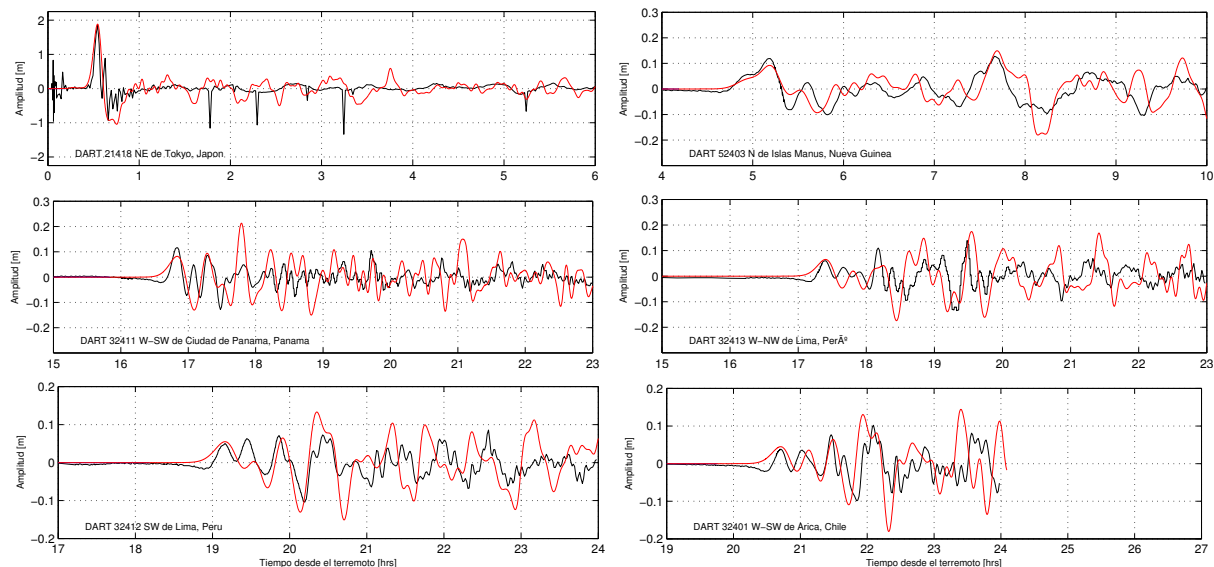 Amplitud [m]
2
1
0
−1
−2
DART 21418 NE de Tokyo, Japon
0 1 2 3 4 5 6
Amplitud [m]
0.3
0.2
0.1
0
−0.1
−0.2
DART 52403 N de Islas Manus, Nueva Guinea
4 5 6 7 8 9 10
Amplitud [m]
0.3
0.2
0.1
0
−0.1
−0.2
DART 32411 W−SW de Ciudad de Panama, Panama
15 16 17 18 19 20 21 22 23
Amplitud [m]
0.3
0.2
0.1
0
−0.1
−0.2
DART 32413 W−NW de Lima, PerÃº
15 16 17 18 19 20 21 22 23
Amplitud [m]
0.2
0.1
0
−0.1
−0.2
DART 32412 SW de Lima, Peru
17 18 19 20 21 22 23 24
Tiempo desde el terremoto [hrs]
Amplitud [m]
0.2
0.1
0
−0.1
−0.2
DART 32401 W−SW de Arica, Chile
19 20 21 22 23 24 25 26 27
Tiempo desde el terremoto [hrs]